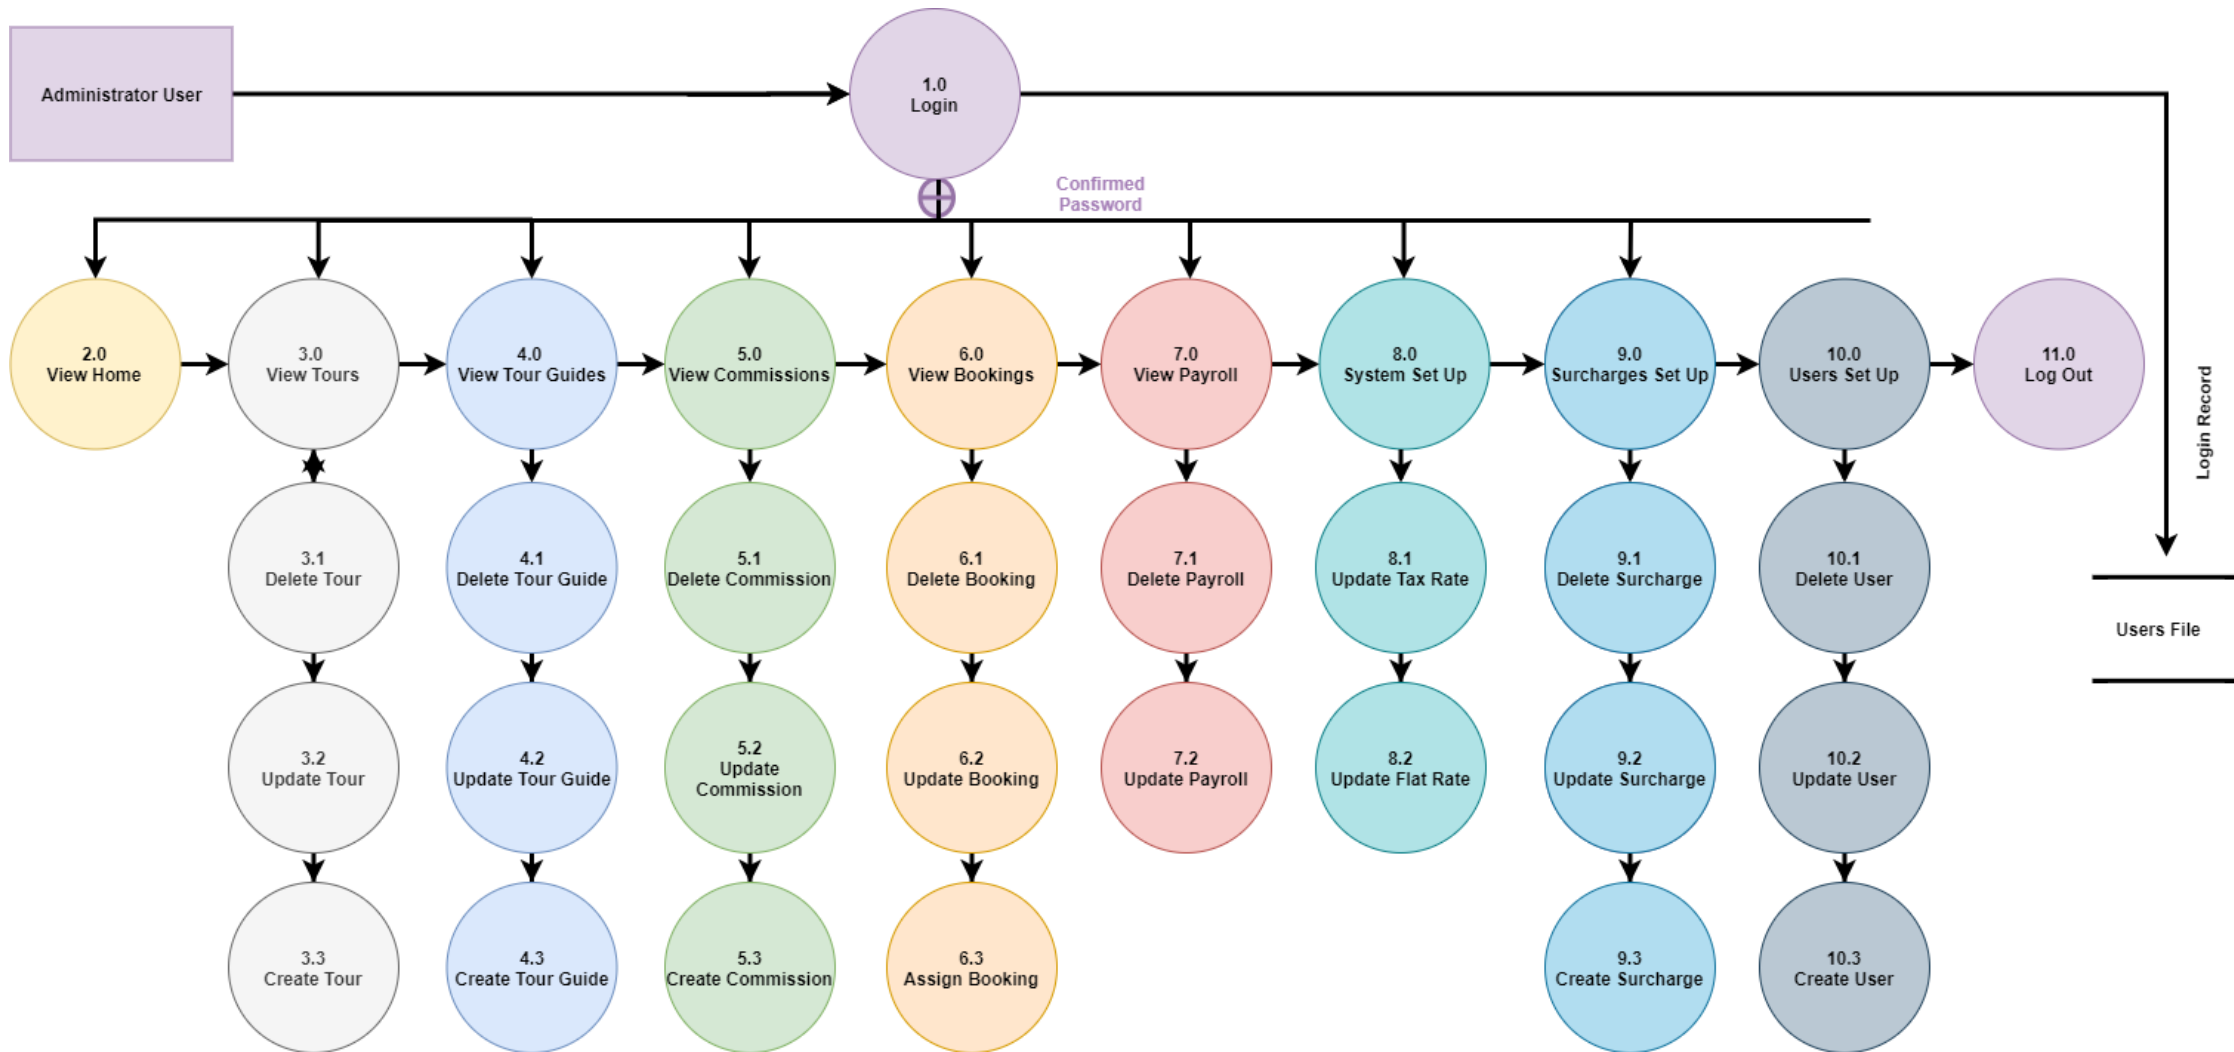 Administrator User
1.0
Login
Confirmed
Password
2.0
View Home
3.0
View Tours
4.0
View Tour Guides
5.0
View Commissions
6.0
View Bookings
7.0
View Payroll
8.0
System Set Up
9.0
Surcharges Set Up
10.0
Users Set Up
11.0
Log Out
Login Record
3.1
Delete Tour
4.1
Delete Tour Guide
5.1
Delete Commission
6.1
Delete Booking
7.1
Delete Payroll
8.1
Update Tax Rate
9.1
Delete Surcharge
10.1
Delete User
Users File
3.2
Update Tour
4.2
Update Tour Guide
5.2
Update
Commission
6.2
Update Booking
7.2
Update Payroll
8.2
Update Flat Rate
9.2
Update Surcharge
10.2
Update User
3.3
Create Tour
4.3
Create Tour Guide
5.3
Create Commission
6.3
Assign Booking
9.3
Create Surcharge
10.3
Create User